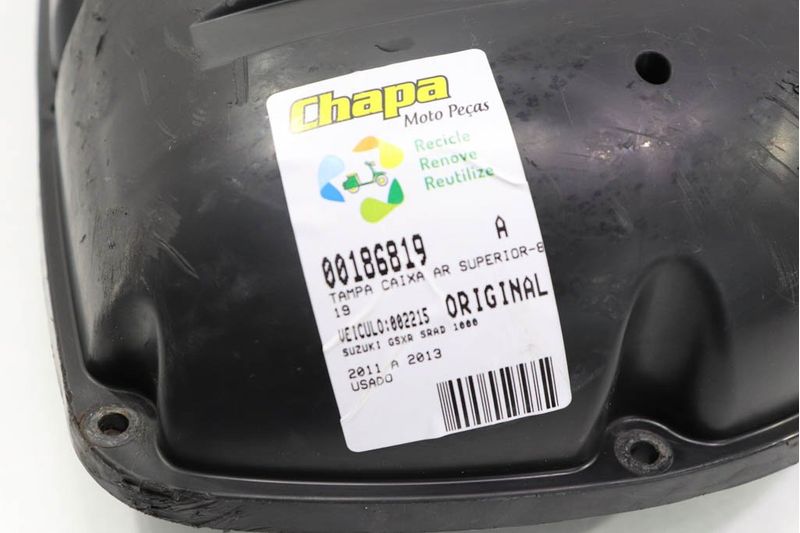 Chapa
Moto Peças
Recicle
Renove
Reutilize
00186819 A
TAMPA CAIXA AR SUPERIOR-8
19
VEICULO:002215 ORIGINAL
SUZUKI GSXR SRAD 1000
2011 A 2013
USADO